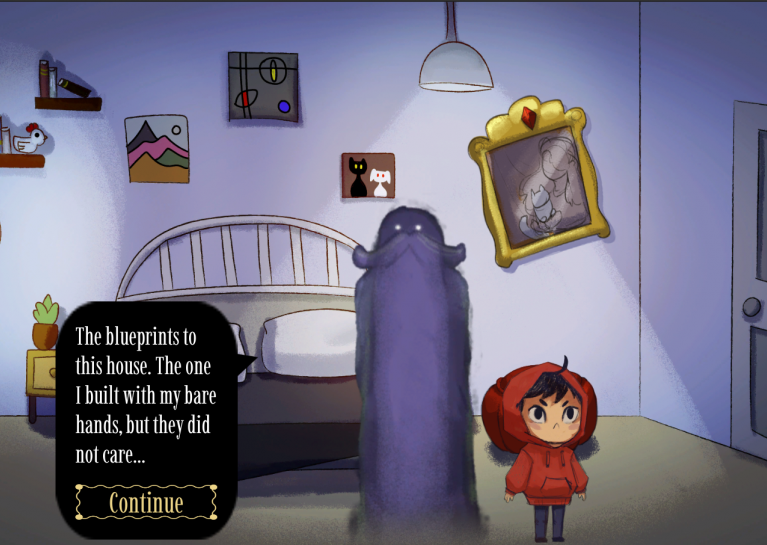 The blueprints to
this house. The one
I built with my bare
hands, but they did
not care...
Continue